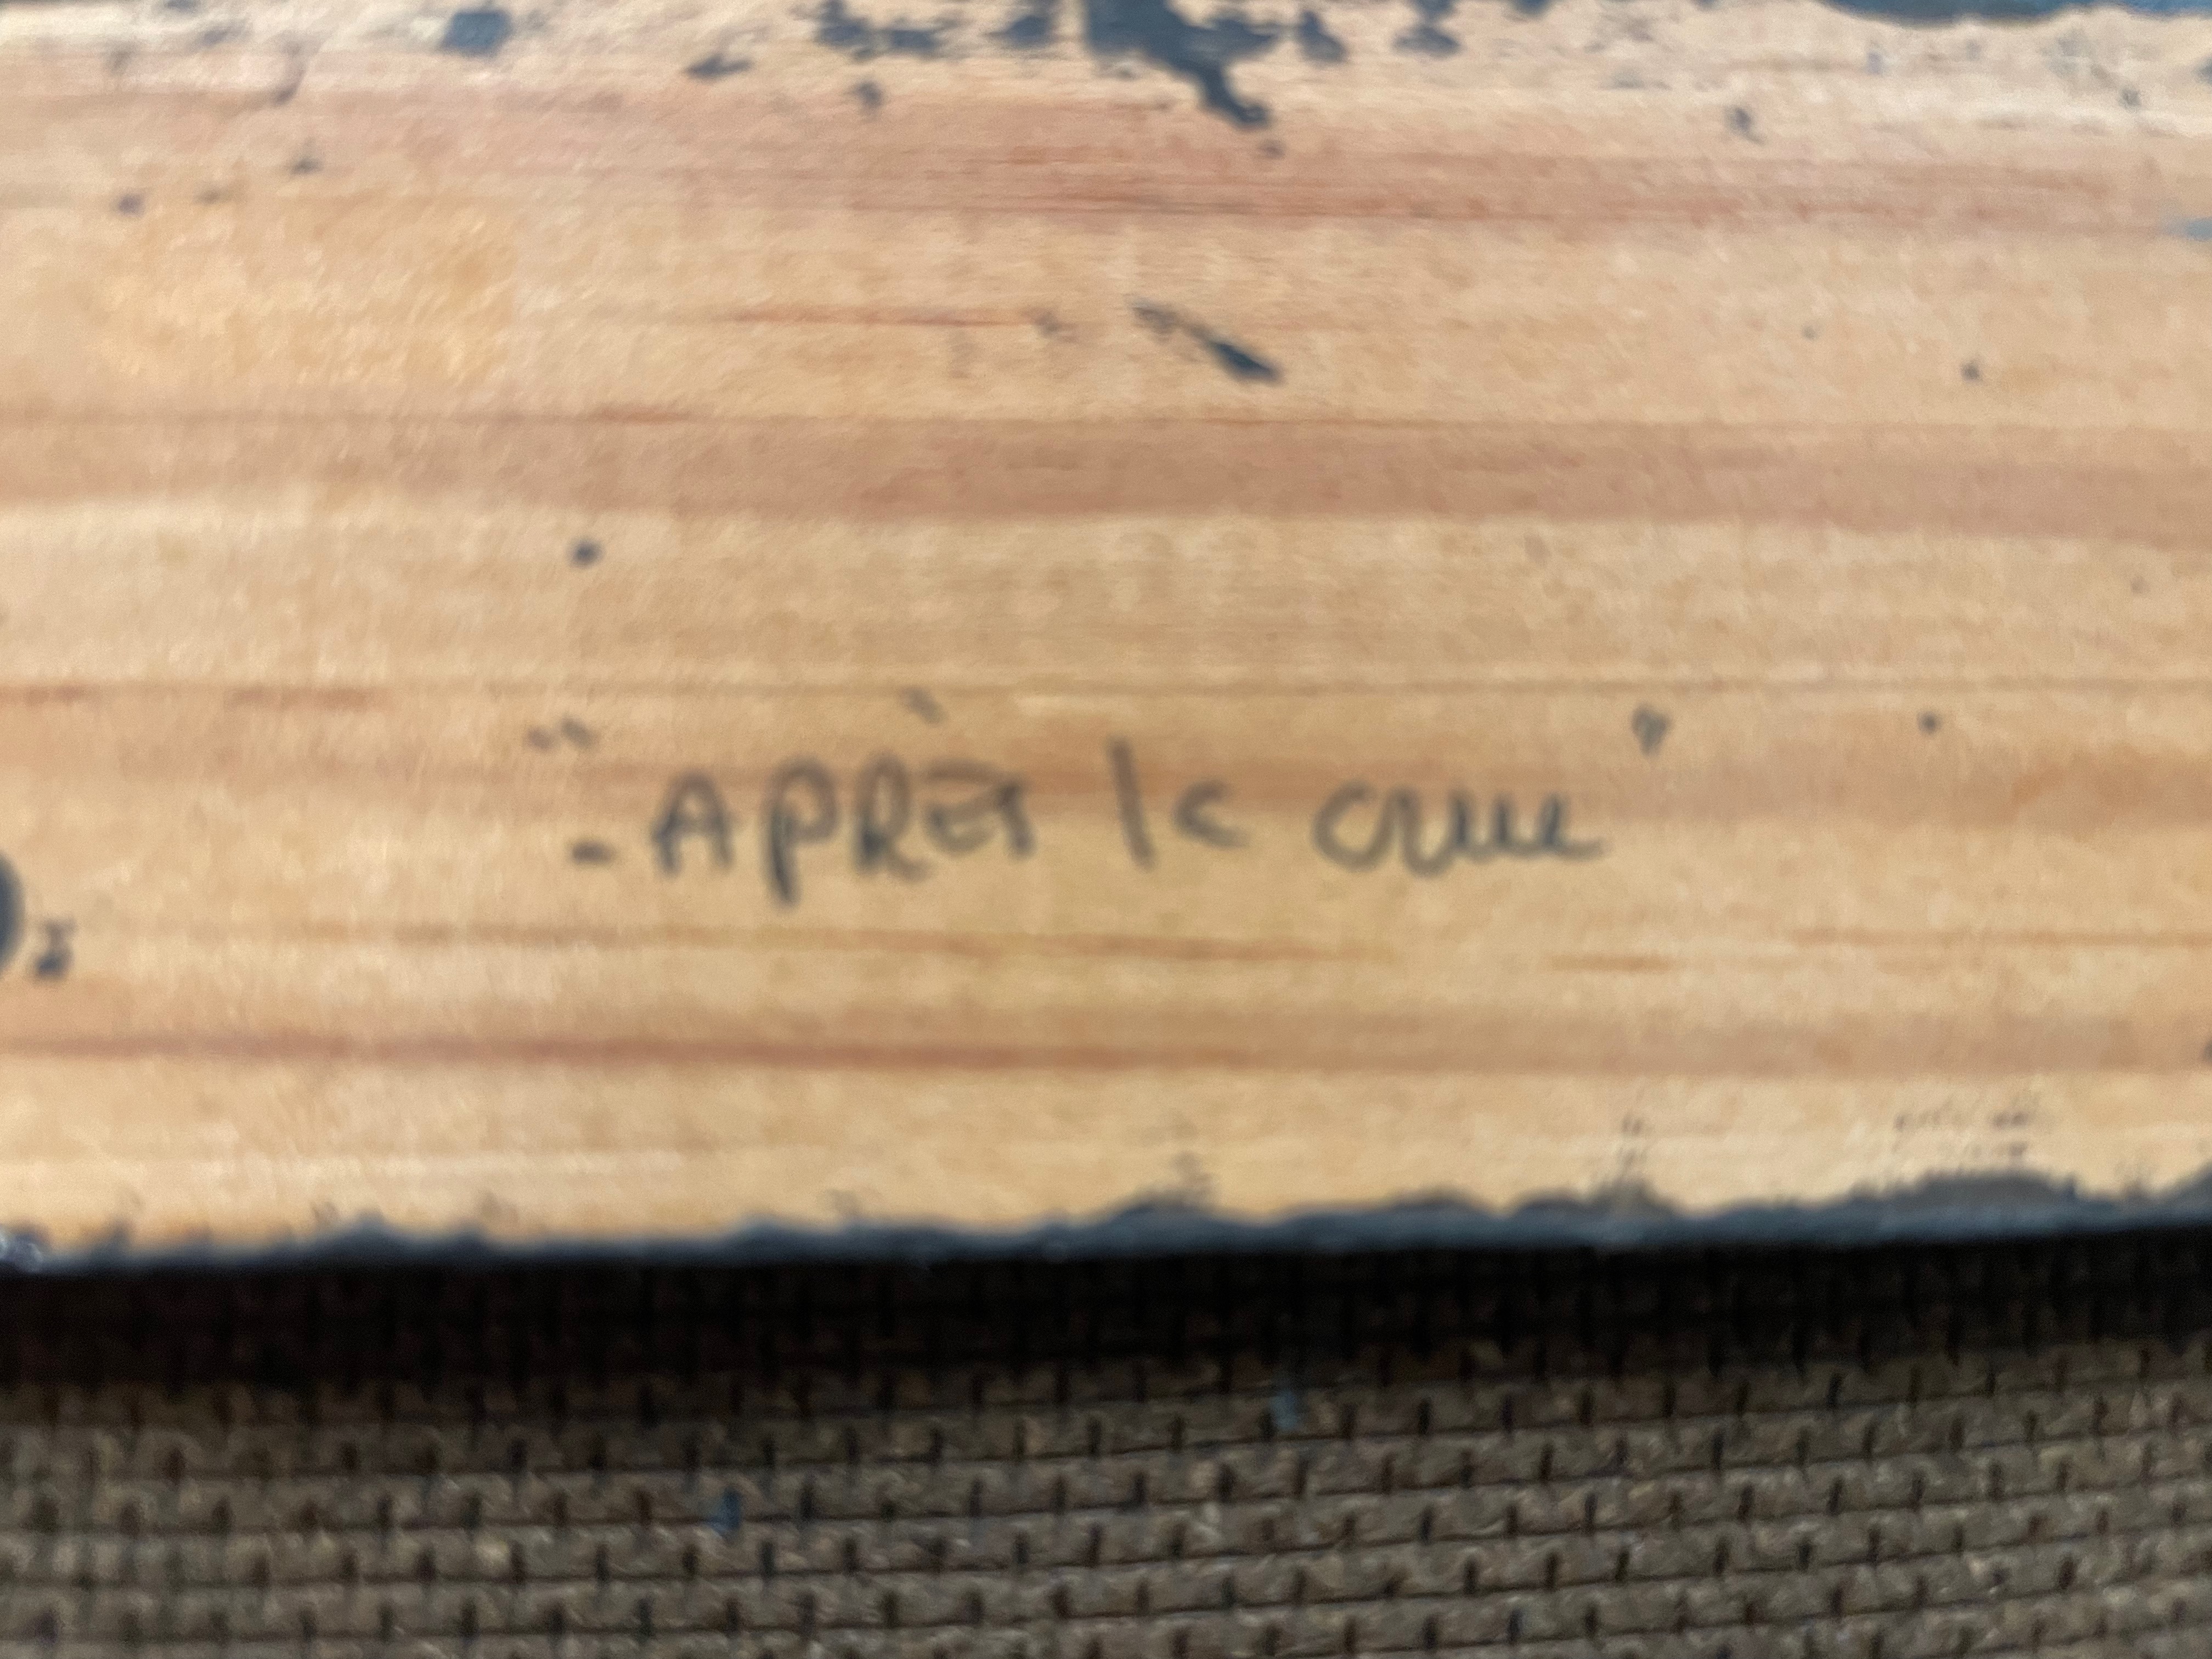 - APRÈS la crue